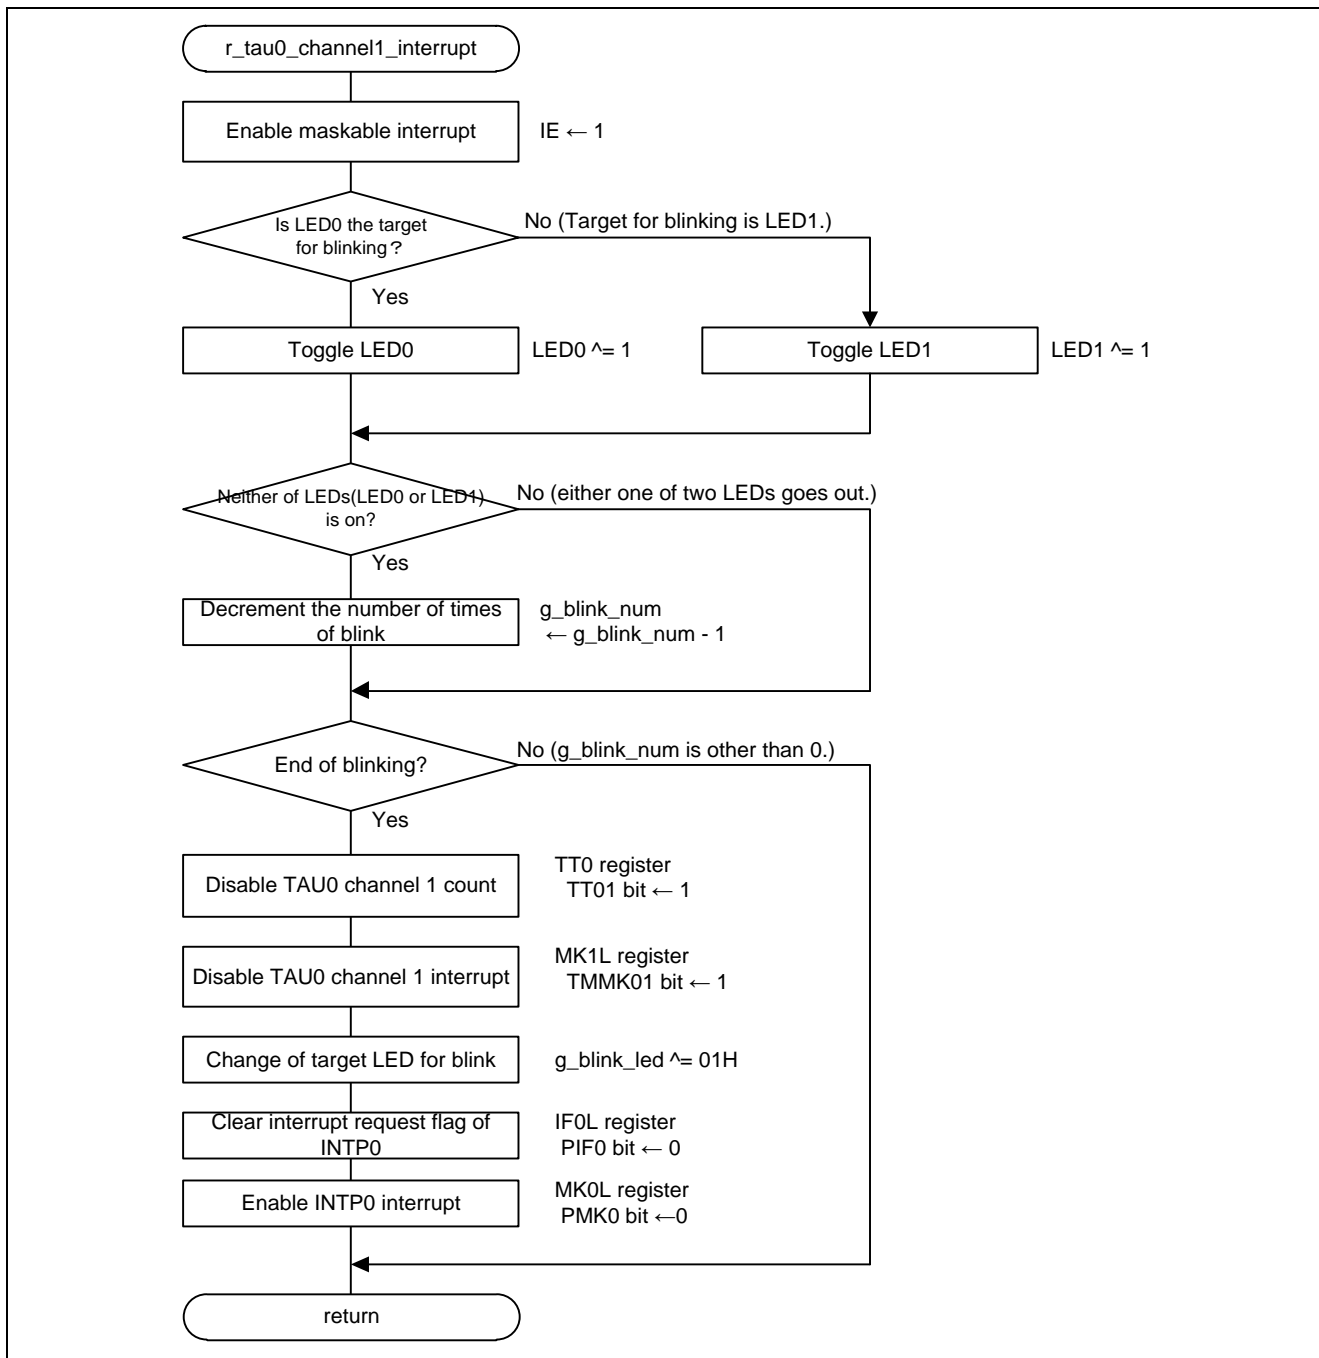 r_tau0_channel1_interrupt
Enable maskable interrupt
IE ← 1
Is LED0 the target
for blinking？
No (Target for blinking is LED1.)
Yes
Toggle LED0
LED0 ^= 1
Toggle LED1
LED1 ^= 1
Neither of LEDs(LED0 or LED1)
is on?
No (either one of two LEDs goes out.)
Yes
Decrement the number of times
of blink
g_blink_num
← g_blink_num - 1
End of blinking?
No (g_blink_num is other than 0.)
Yes
Disable TAU0 channel 1 count
TT0 register
TT01 bit ← 1
Disable TAU0 channel 1 interrupt
MK1L register
TMMK01 bit ← 1
Change of target LED for blink
g_blink_led ^= 01H
Clear interrupt request flag of
INTP0
IF0L register
PIF0 bit ← 0
Enable INTP0 interrupt
MK0L register
PMK0 bit ←0
return